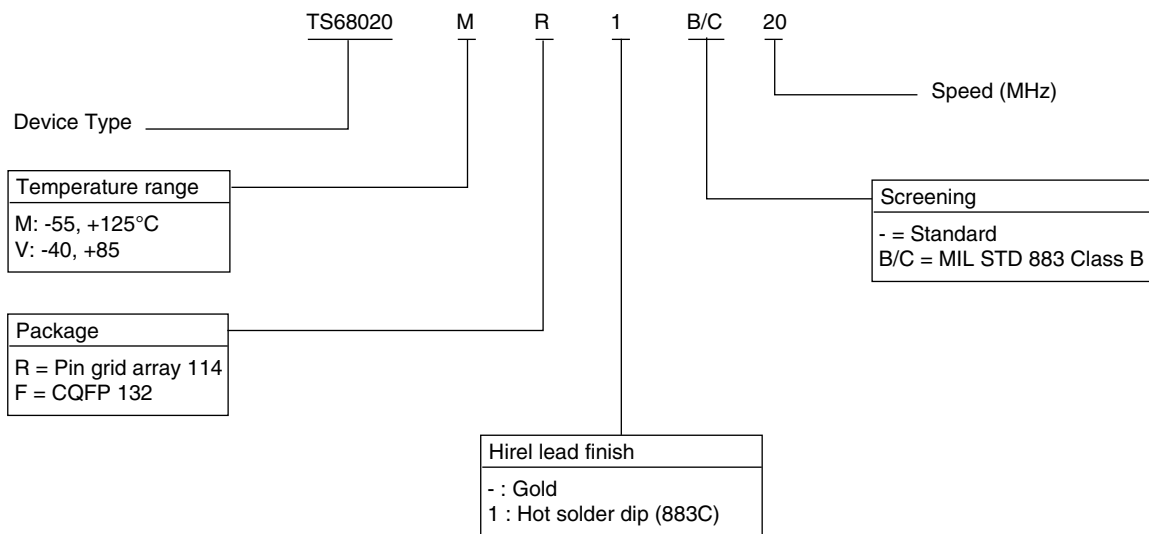 TS68020 M R 1 B/C 20
Speed (MHz)
Device Type
Temperature range
M: -55, +125°C
V: -40, +85
Screening
- = Standard
B/C = MIL STD 883 Class B
Package
R = Pin grid array 114
F = CQFP 132
Hirel lead finish
- : Gold
1 : Hot solder dip (883C)